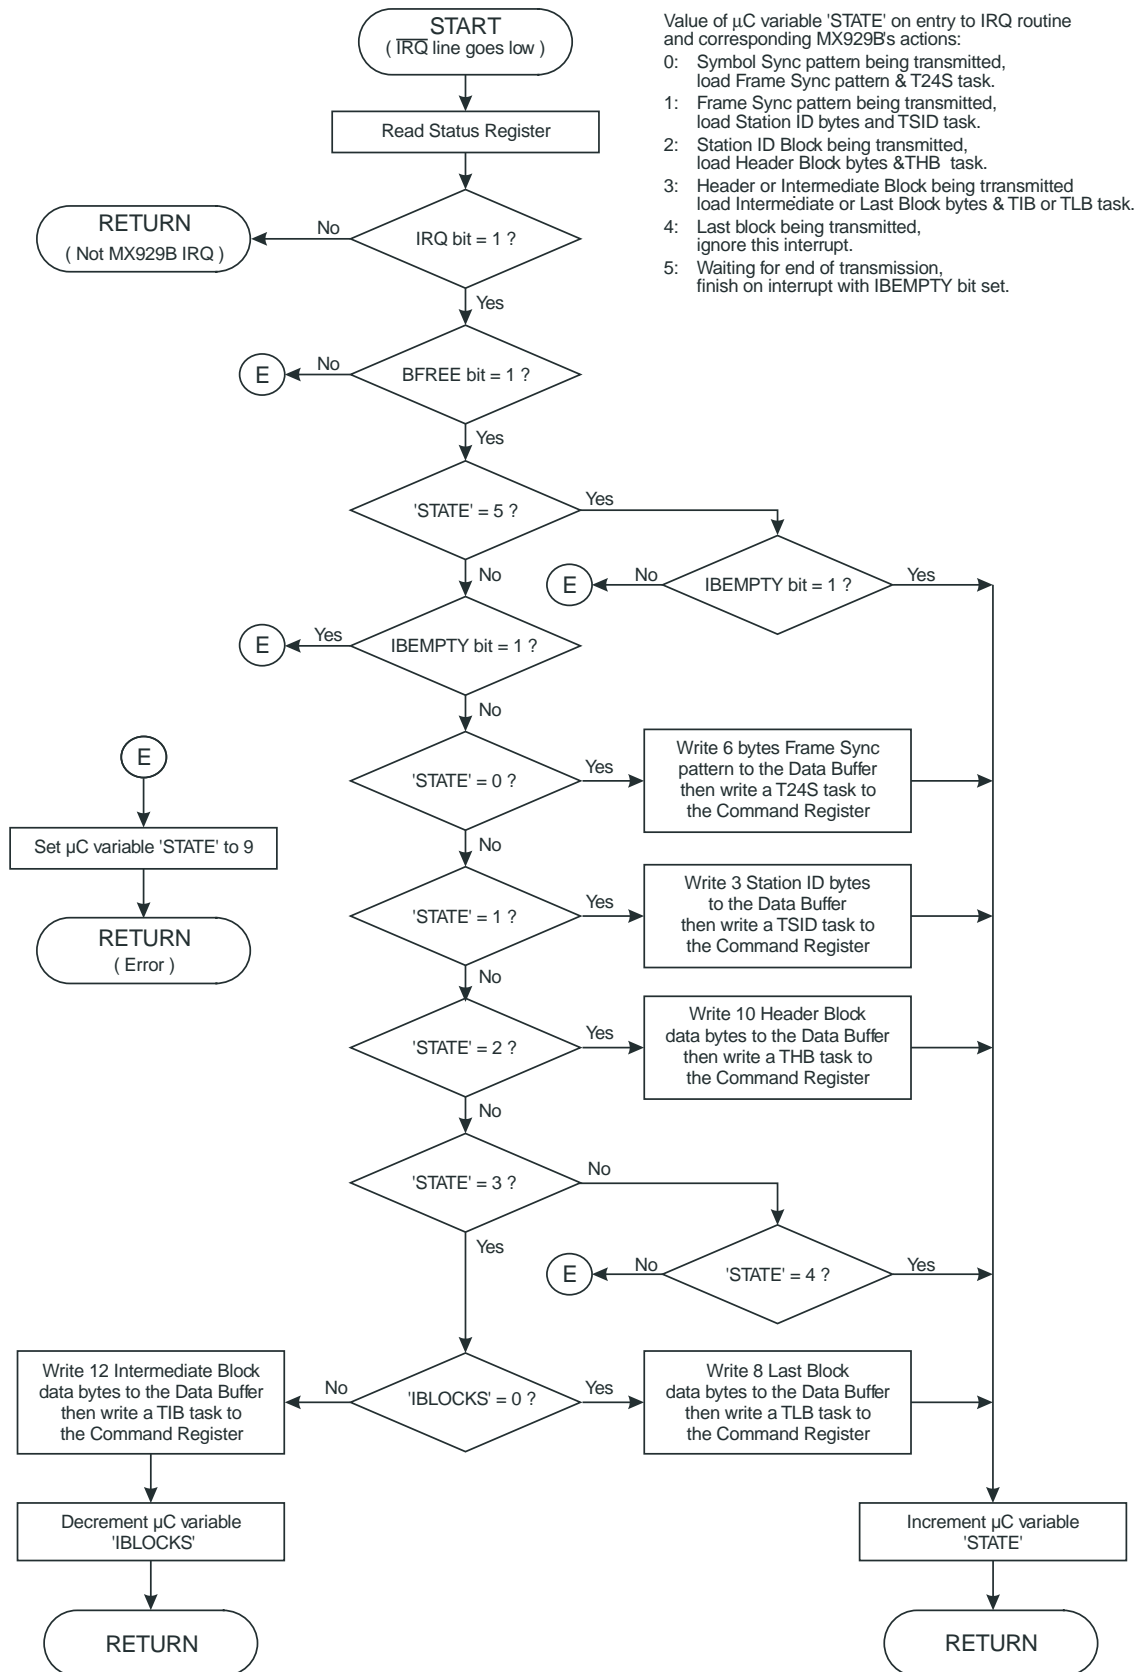 START
( IRQ line goes low )
Value of µC variable 'STATE' on entry to IRQ routine
and corresponding MX929B's actions:
0: Symbol Sync pattern being transmitted,
load Frame Sync pattern & T24S task.
1: Frame Sync pattern being transmitted,
load Station ID bytes and TSID task.
2: Station ID Block being transmitted,
load Header Block bytes &THB task.
3: Header or Intermediate Block being trransmitted
load Intermediate or Last Block bytes & TIB or TLB task.
4: Last block being transmitted,
ignore this interrupt.
5: Waiting for end of transmission,
finish on interrupt with IBEMPTY bit set.
Read Status Register
IRQ bit = 1 ?
No
RETURN
( Not MX929B IRQ )
Yes
BFREE bit = 1 ?
No
E
Yes
'STATE' = 5 ?
Yes
No
IBEMPTY bit = 1 ?
No
E
Yes
IBEMPTY bit = 1 ?
Yes
E
No
'STATE' = 0 ?
Yes
Write 6 bytes Frame Sync
pattern to the Data Buffer
then write a T24S task to
the Command Register
No
E
Set µC variable 'STATE' to 9
RETURN
( Error )
'STATE' = 1 ?
Yes
Write 3 Station ID bytes
to the Data Buffer
then write a TSID task to
the Command Register
No
'STATE' = 2 ?
Yes
Write 10 Header Block
data bytes to the Data Buffer
then write a THB task to
the Command Register
No
'STATE' = 3 ?
No
Yes
'STATE' = 4 ?
No
E
Yes
'IBLOCKS' = 0 ?
No
Write 12 Intermediate Block
data bytes to the Data Buffer
then write a TIB task to
the Command Register
Yes
Write 8 Last Block
data bytes to the Data Buffer
then write a TLB task to
the Command Register
Decrement µC variable
'IBLOCKS'
RETURN
Increment µC variable
'STATE'
RETURN